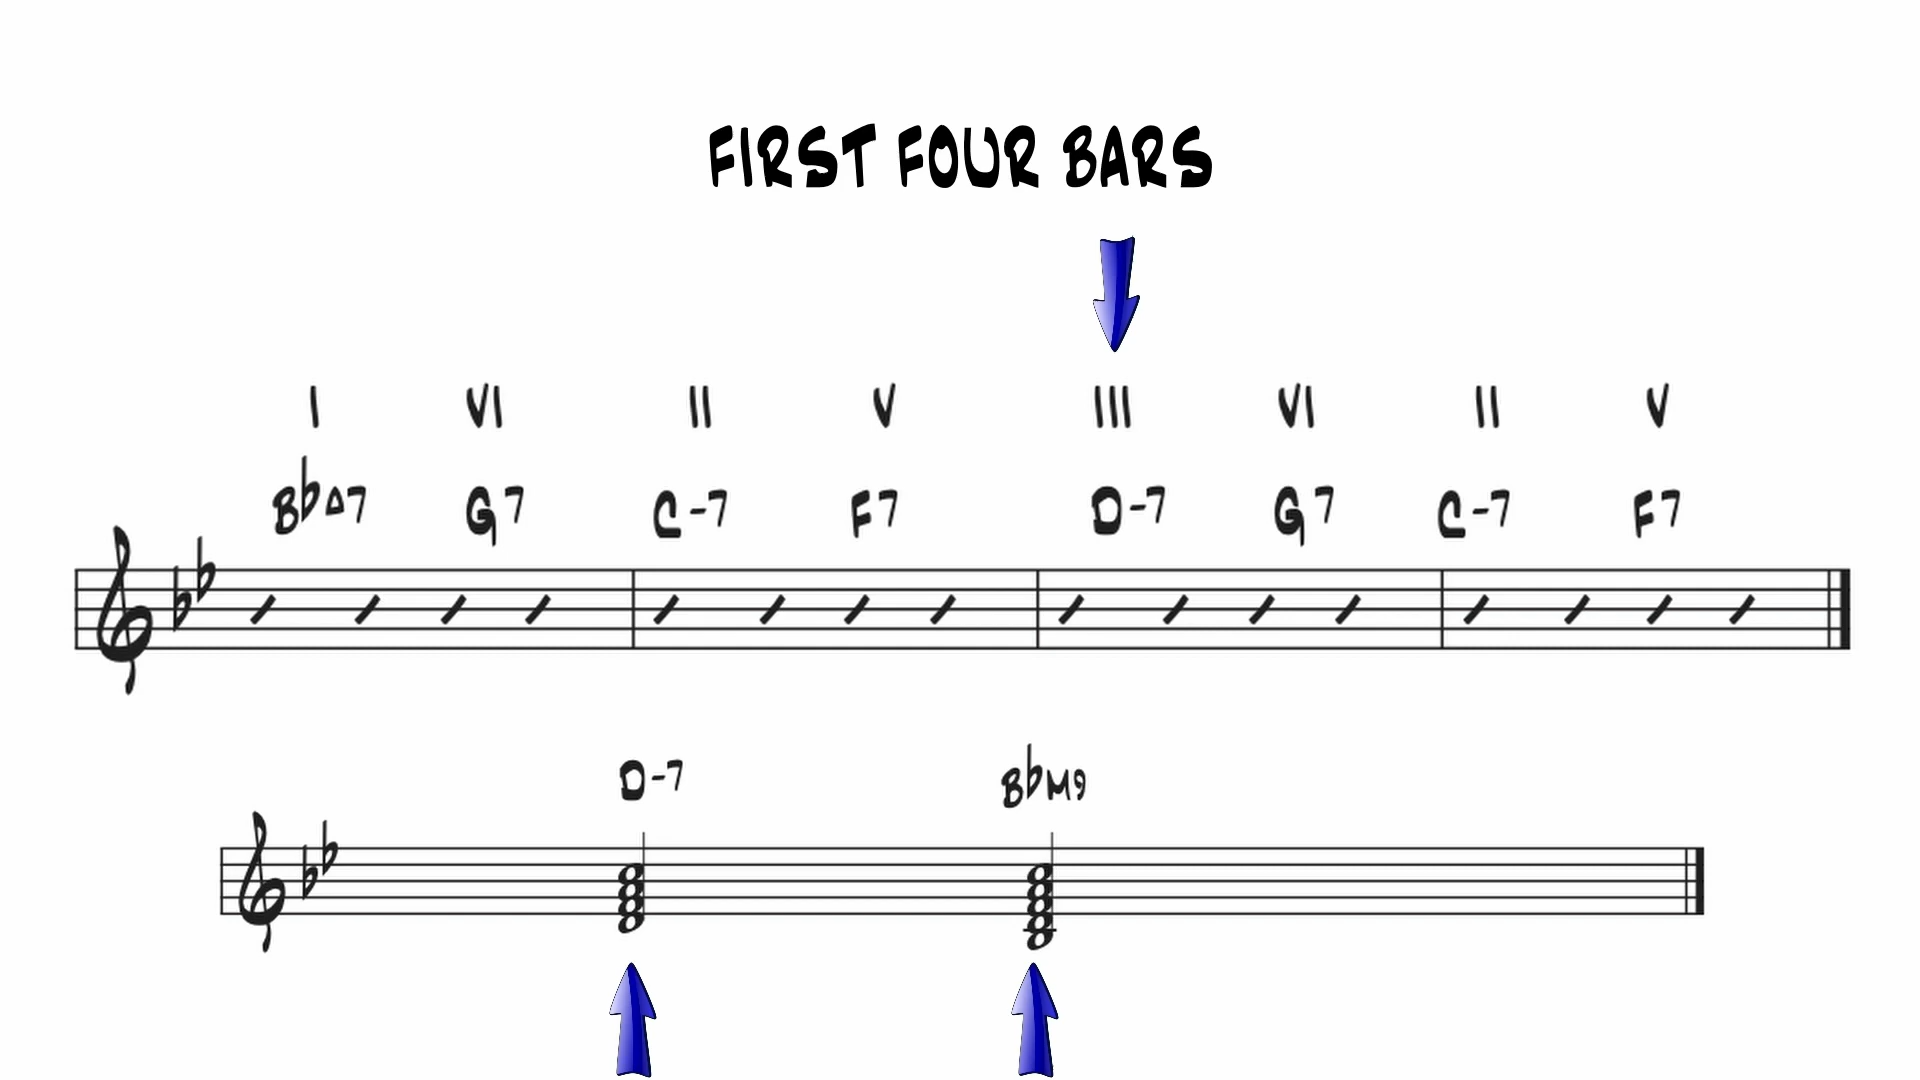 FIRST FOUR BARS
I VI II V III VI II V
B♭Δ7 G7 C-7 F7 D-7 G7 C-7 F7
D-7 B♭M9